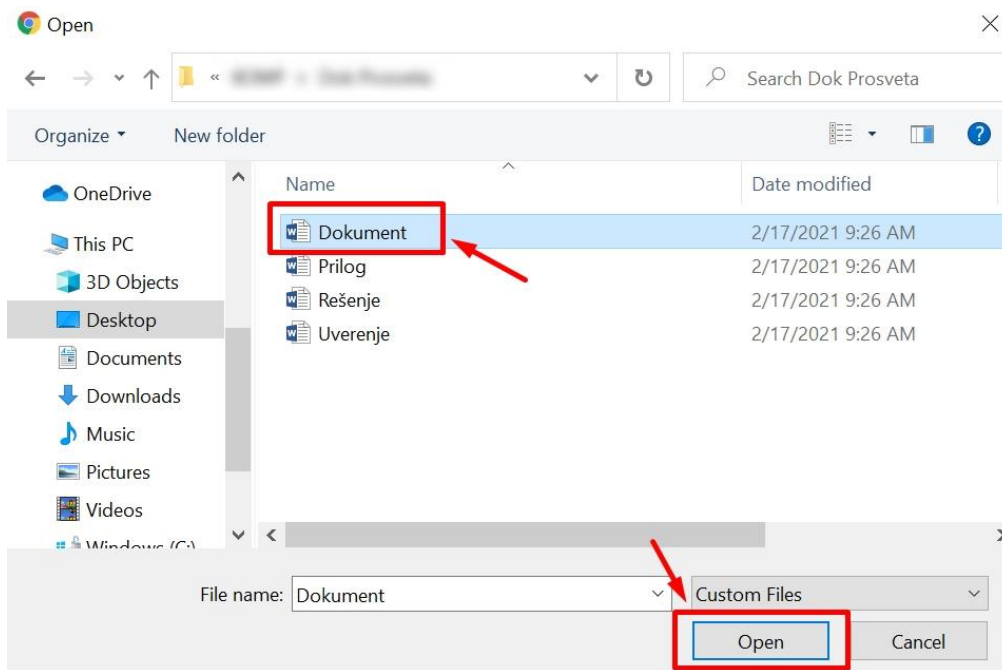 Open
«
Search Dok Prosveta
Organize
New folder
OneDrive
This PC
3D Objects
Desktop
Documents
Downloads
Music
Pictures
Videos
Windows (C:)
Name
Date modified
Dokument 2/17/2021 9:26 AM
Prilog 2/17/2021 9:26 AM
Rešenje 2/17/2021 9:26 AM
Uverenje 2/17/2021 9:26 AM
File name: Dokument
Custom Files
Open
Cancel